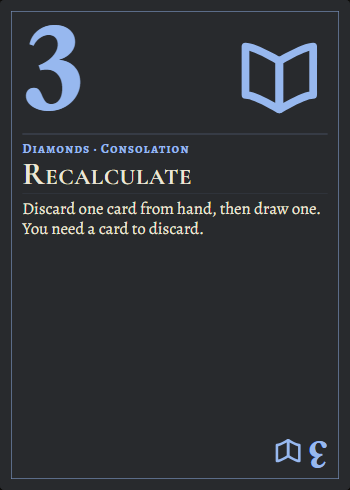 3
Diamonds · Consolation
Recalculate
Discard one card from hand, then draw one.
You need a card to discard.
3